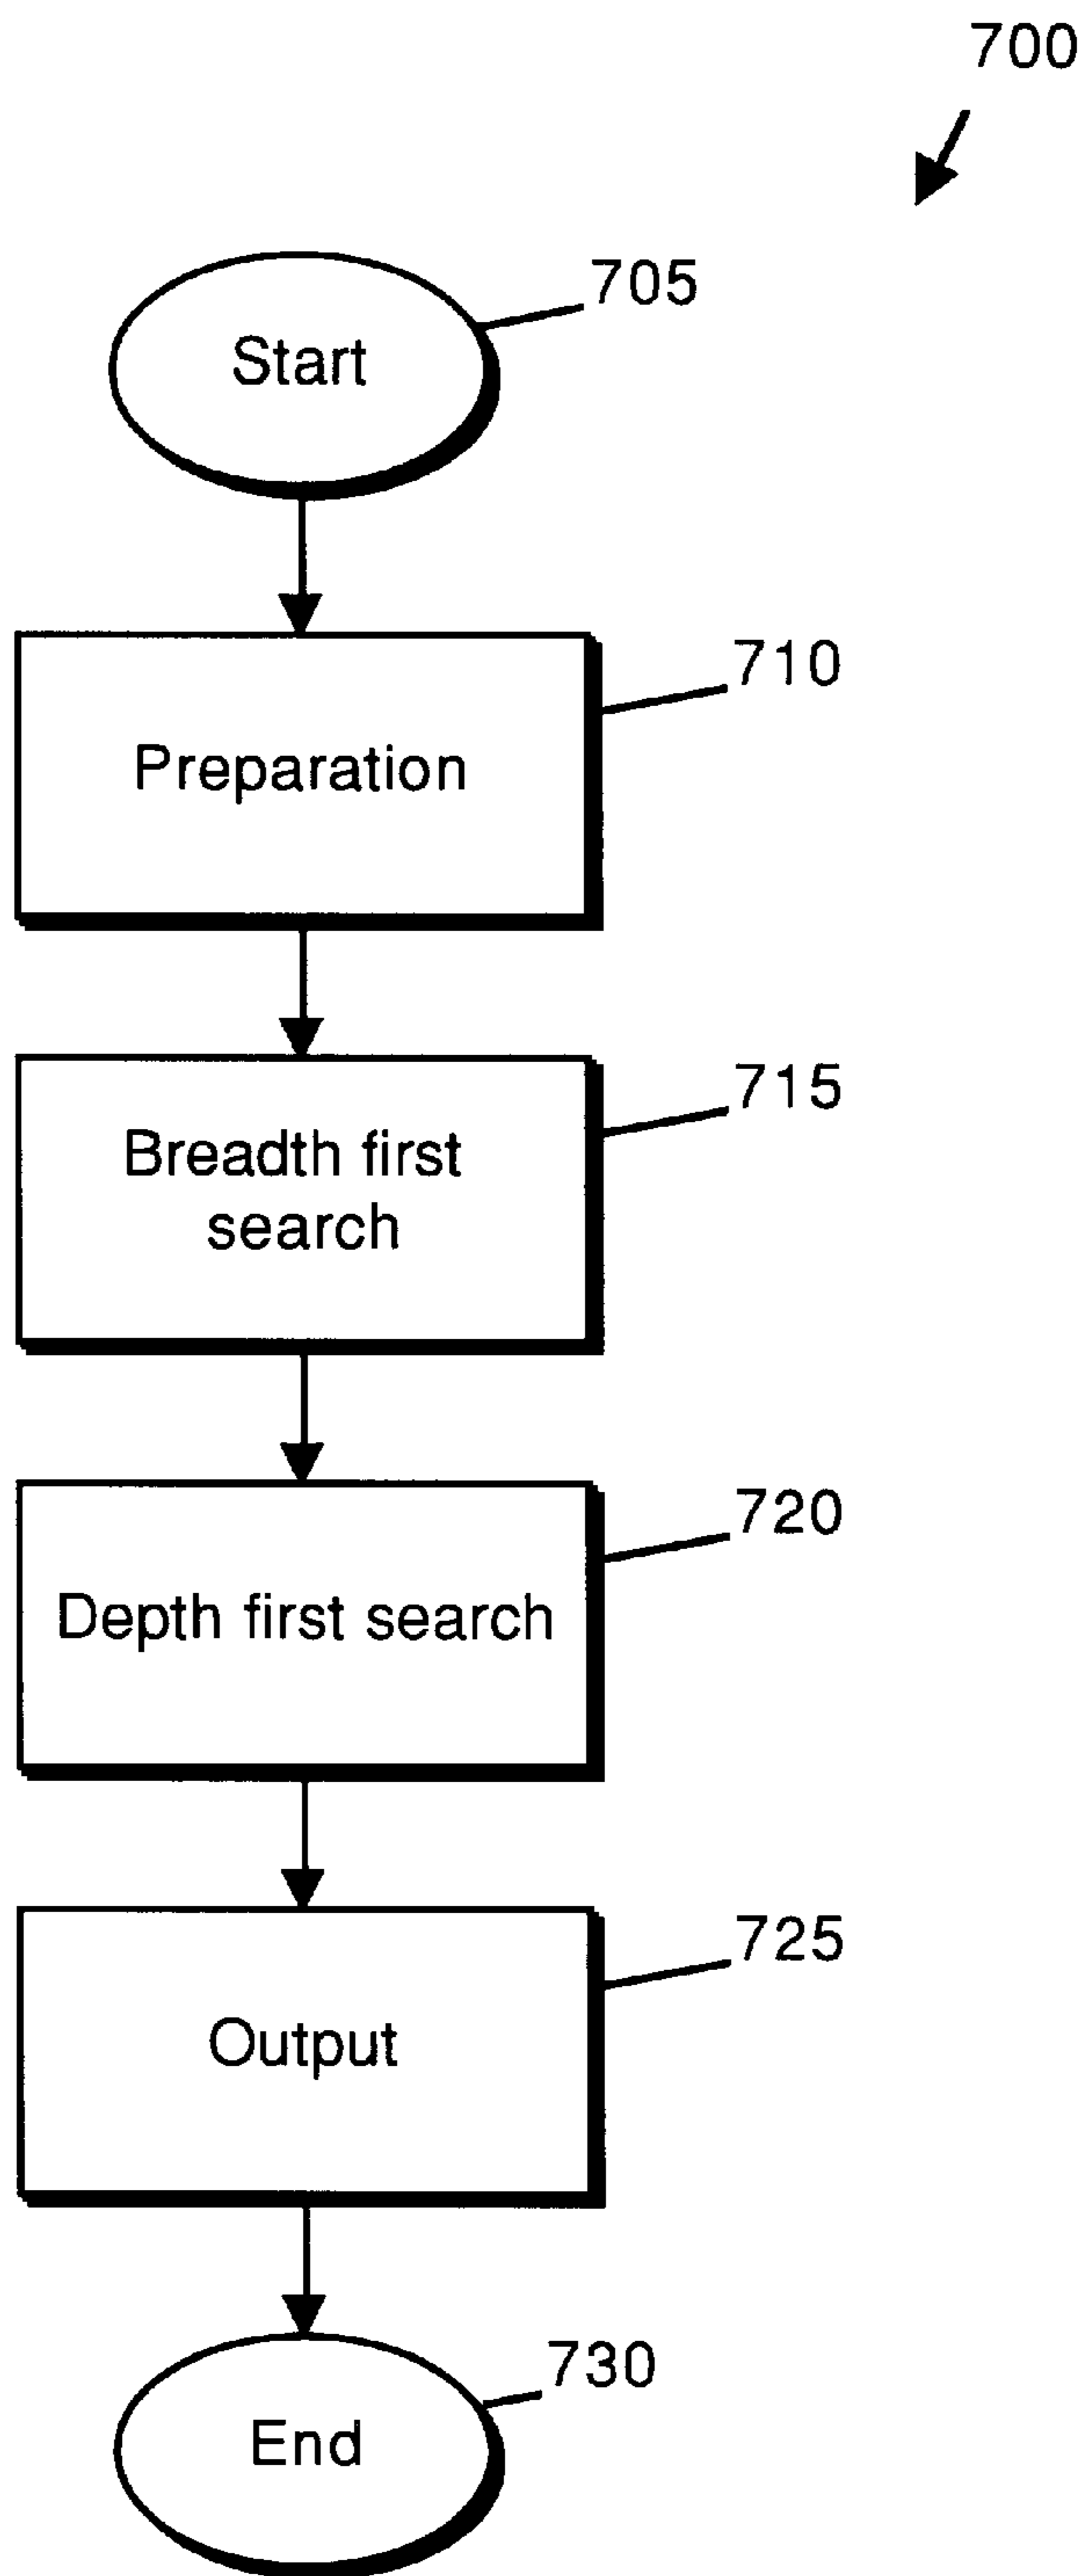 700
705
Start
710
Preparation
715
Breadth first
search
720
Depth first search
725
Output
730
End